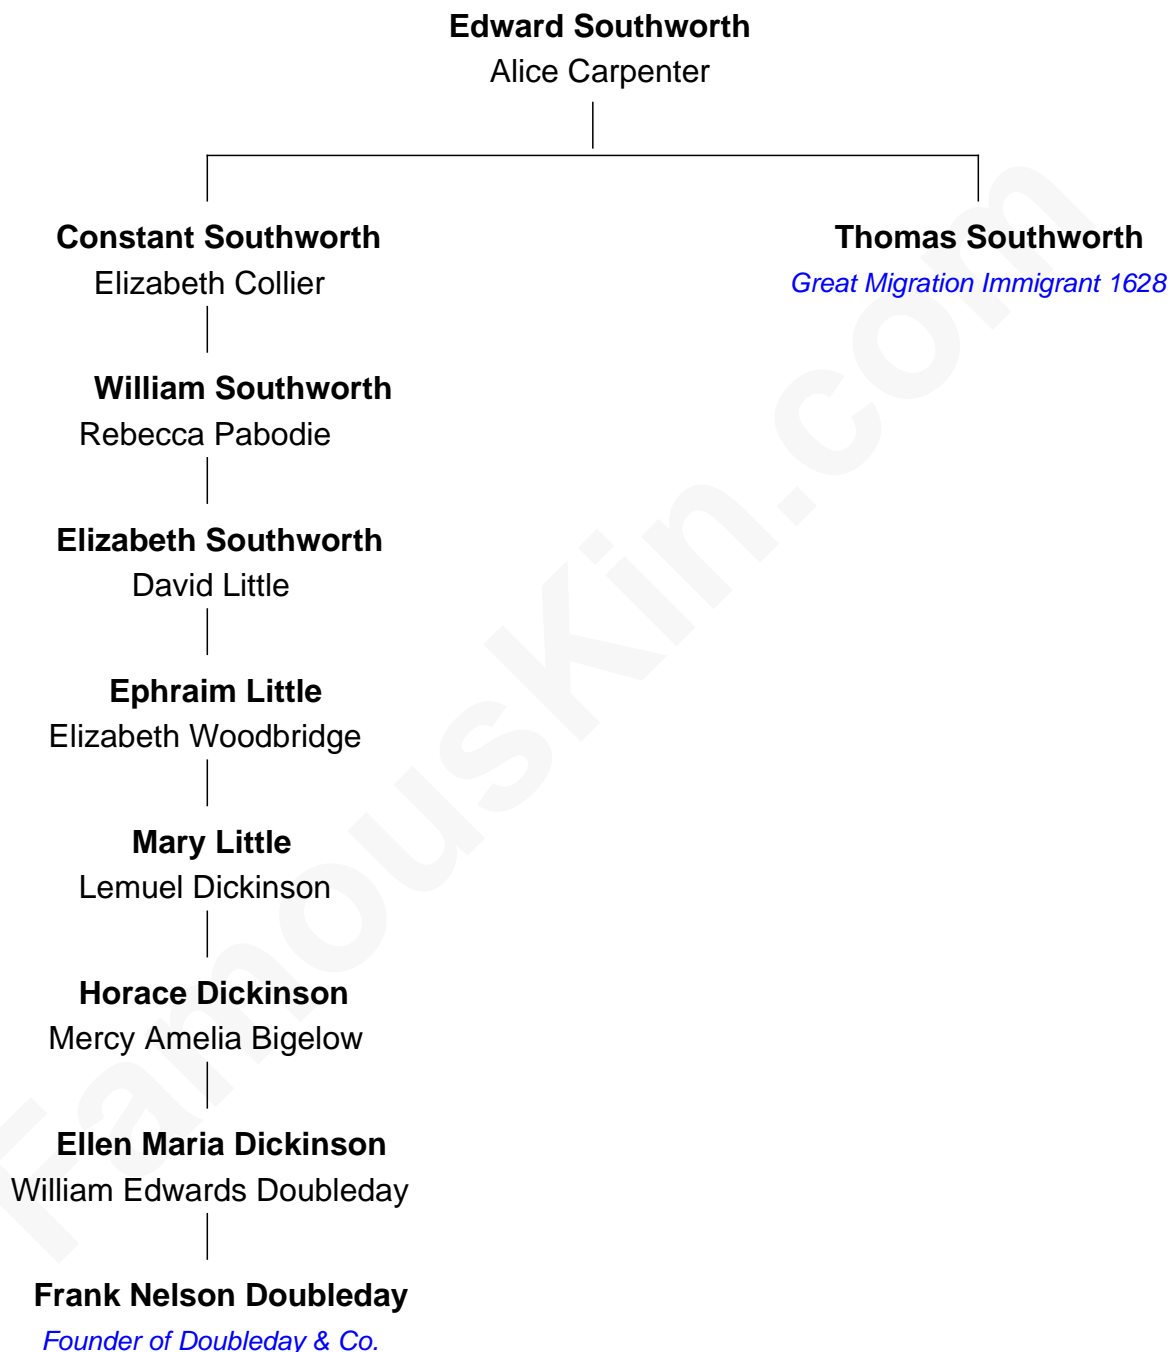 Edward Southworth
Alice Carpenter
Constant Southworth
Elizabeth Collier
Thomas Southworth
Great Migration Immigrant 1628
William Southworth
Rebecca Pabodie
Elizabeth Southworth
David Little
Ephraim Little
Elizabeth Woodbridge
Mary Little
Lemuel Dickinson
Horace Dickinson
Mercy Amelia Bigelow
Ellen Maria Dickinson
William Edwards Doubleday
Frank Nelson Doubleday
Founder of Doubleday & Co.
FamousKin.com